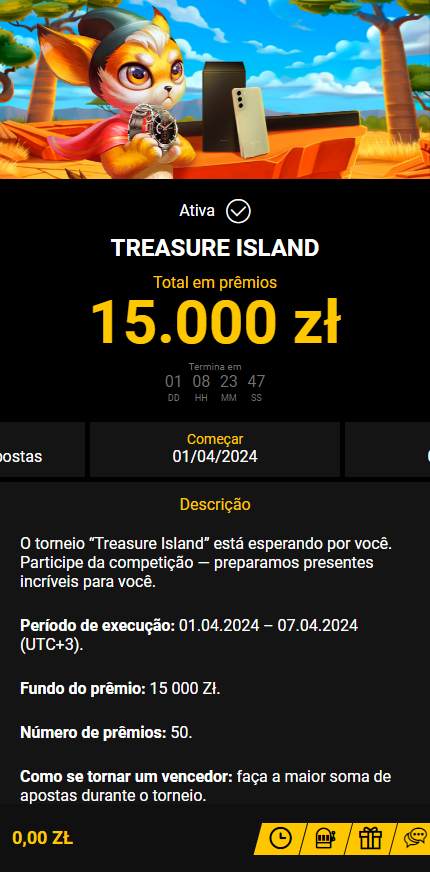 Ativa
TREASURE ISLAND
Total em prêmios
15.000 zł
Termina em
01 08 23 47
DD HH MM SS
Começar
postas 01/04/2024
Descrição
O torneio “Treasure Island” está esperando por você.
Participe da competição — preparamos presentes
incríveis para você.
Período de execução: 01.04.2024 – 07.04.2024
(UTC+3).
Fundo do prêmio: 15 000 Zł.
Número de prêmios: 50.
Como se tornar um vencedor: faça a maior soma de
apostas durante o torneio.
0,00 ZŁ